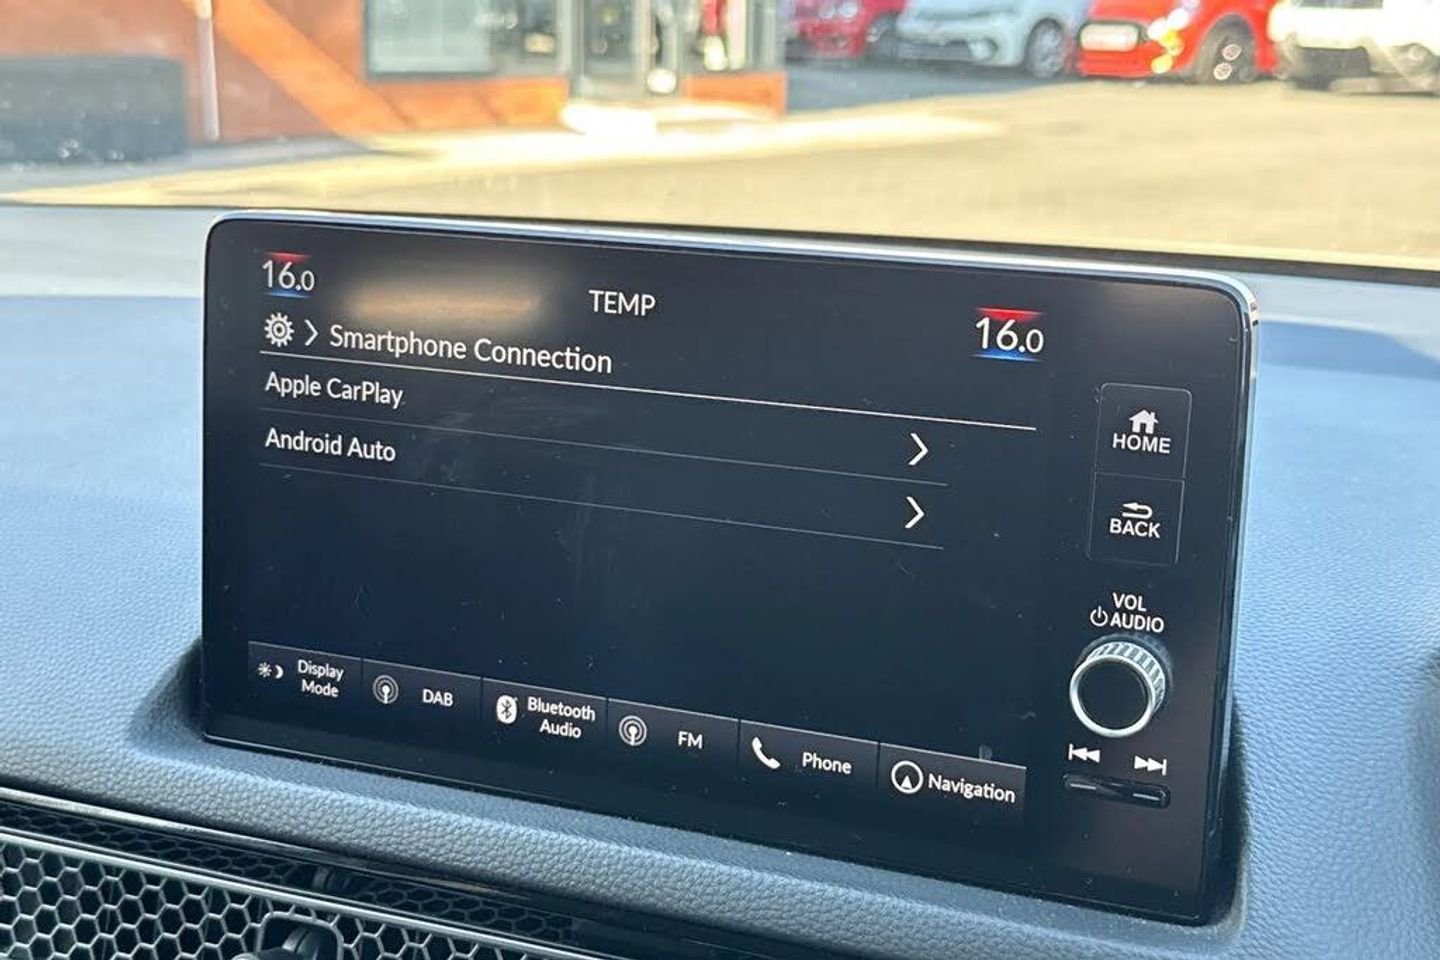 16.0
TEMP
16.0
Smartphone Connection
Apple CarPlay
Android Auto
HOME
BACK
VOL
AUDIO
Display
Mode
DAB
Bluetooth
Audio
FM
Phone
Navigation